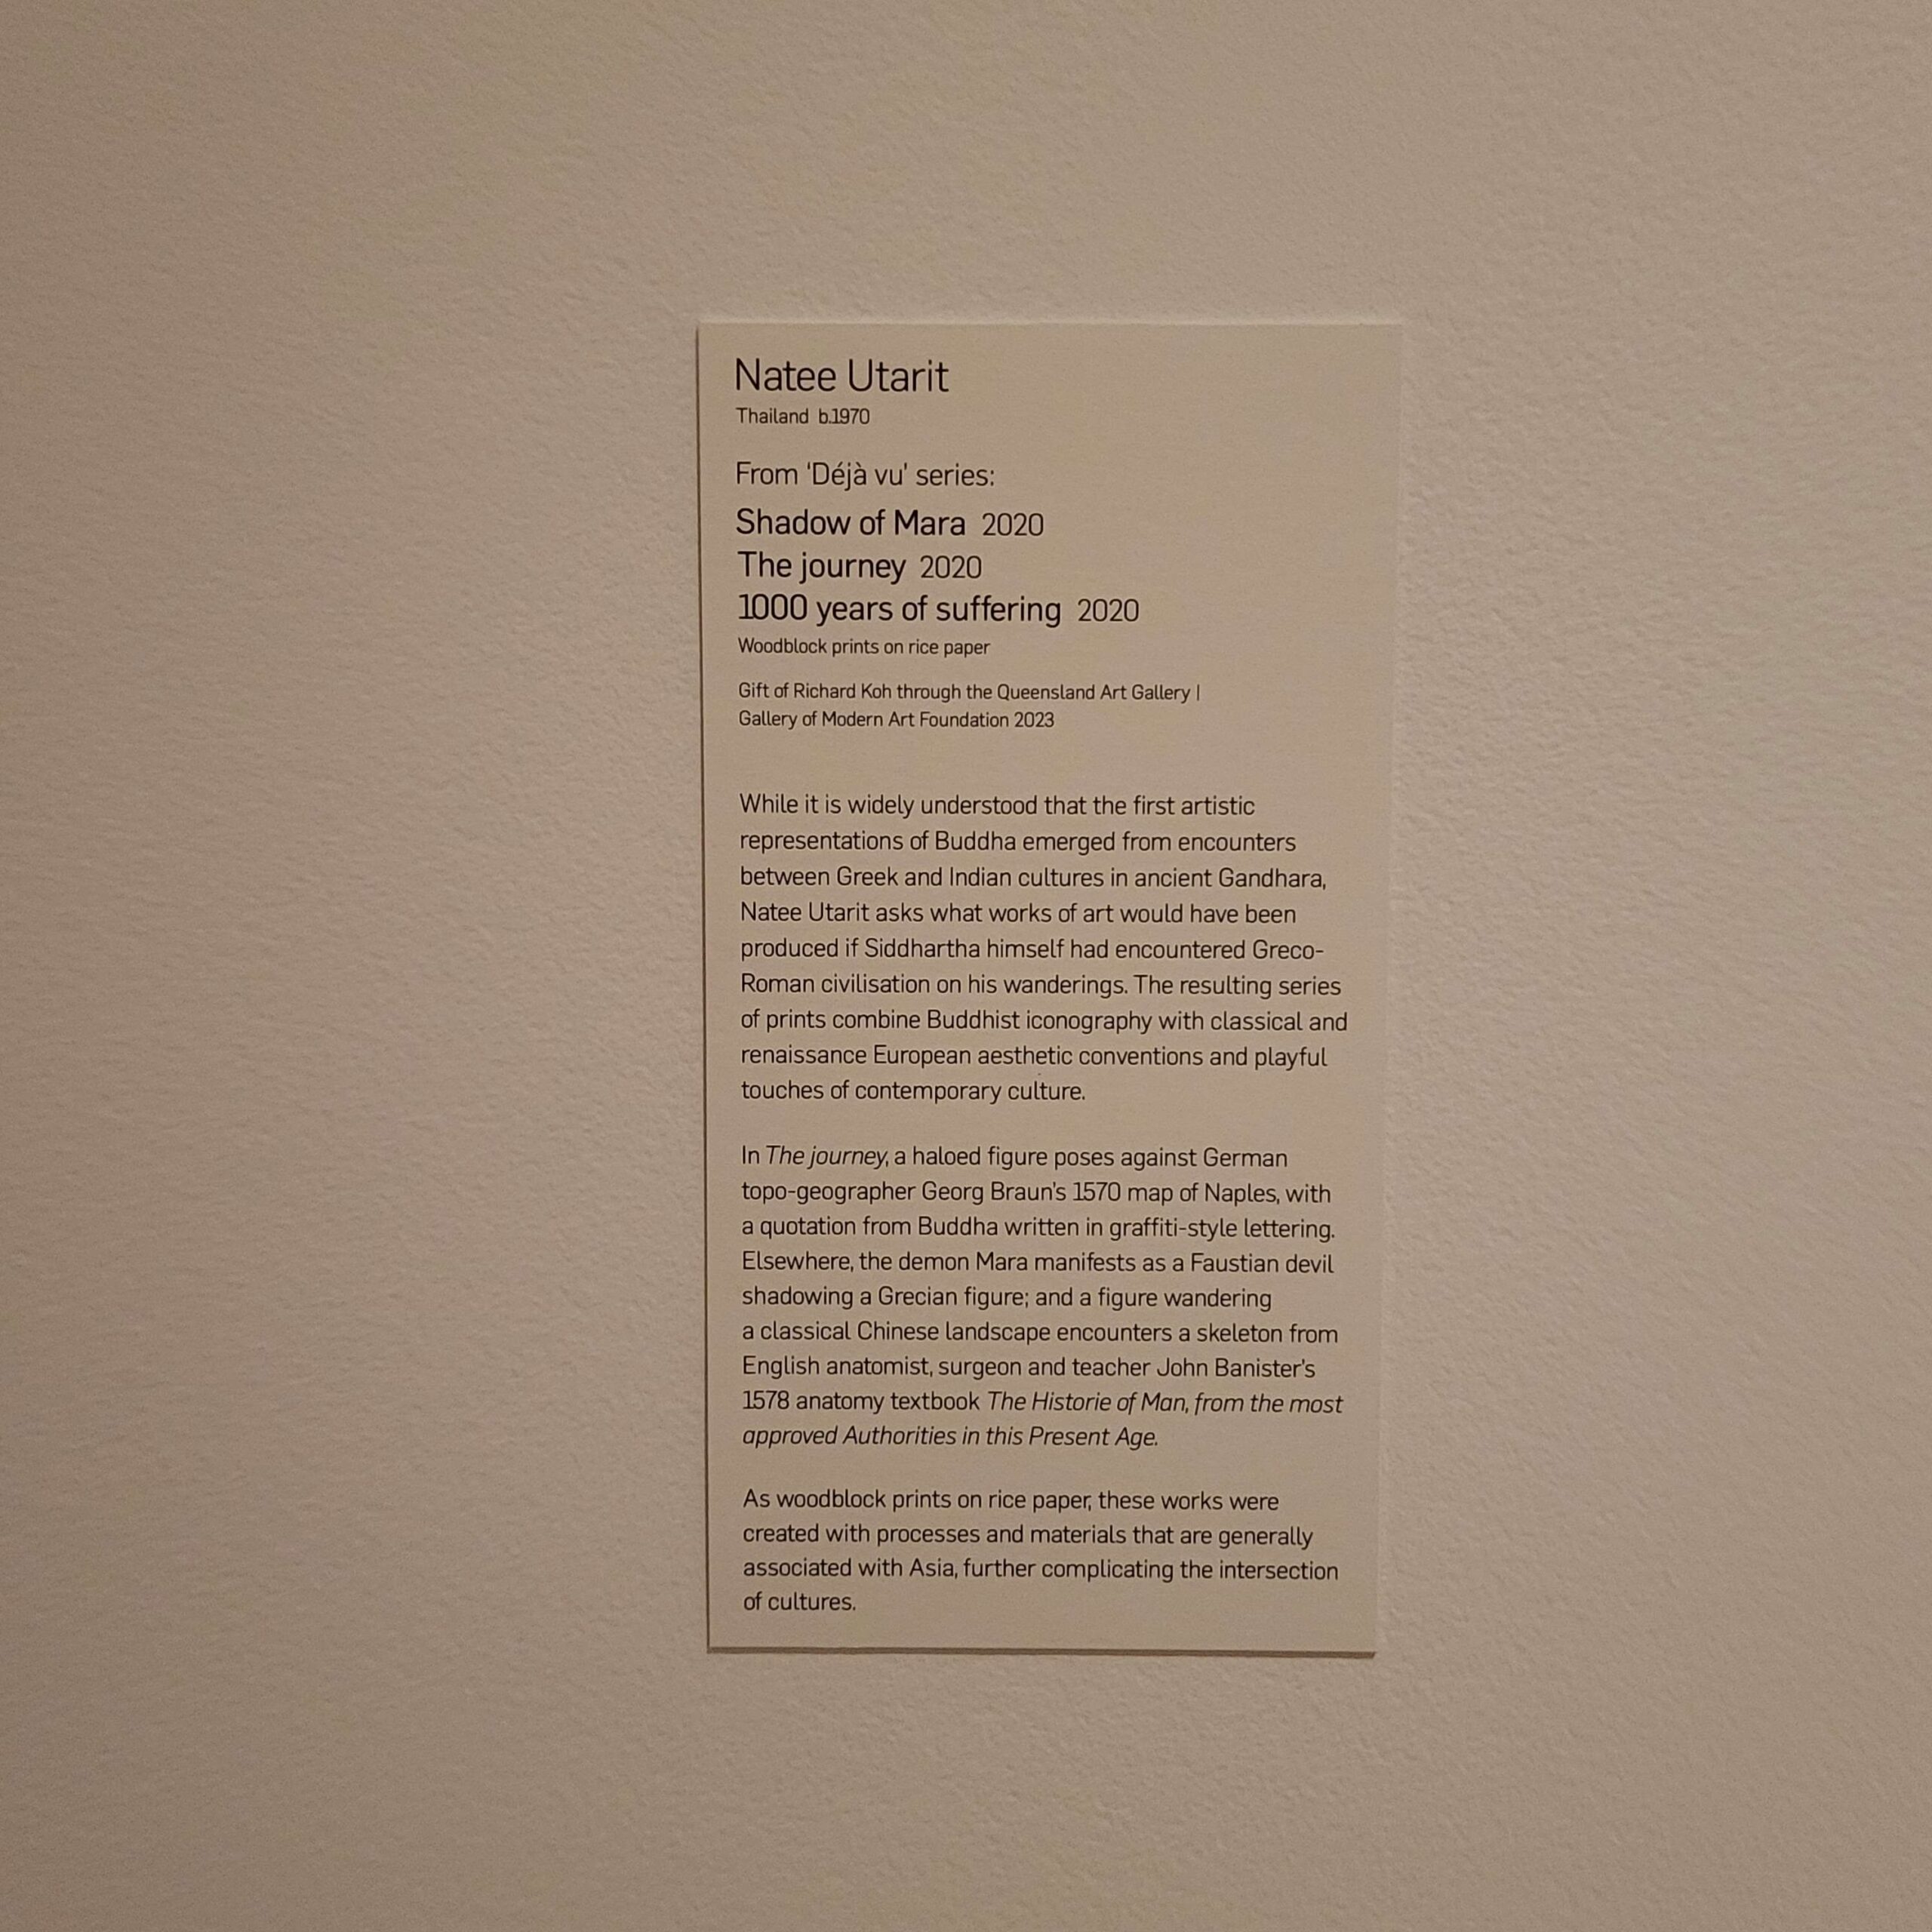 Natee Utarit
Thailand b.1970
From ‘Déjà vu’ series:
Shadow of Mara 2020
The journey 2020
1000 years of suffering 2020
Woodblock prints on rice paper
Gift of Richard Koh through the Queensland Art Gallery |
Gallery of Modern Art Foundation 2023
While it is widely understood that the first artistic
representations of Buddha emerged from encounters
between Greek and Indian cultures in ancient Gandhara,
Natee Utarit asks what works of art would have been
produced if Siddhartha himself had encountered Greco-
Roman civilisation on his wanderings. The resulting series
of prints combine Buddhist iconography with classical and
renaissance European aesthetic conventions and playful
touches of contemporary culture.
In The journey, a haloed figure poses against German
topo-geographer Georg Braun’s 1570 map of Naples, with
a quotation from Buddha written in graffiti-style lettering.
Elsewhere, the demon Mara manifests as a Faustian devil
shadowing a Grecian figure; and a figure wandering
a classical Chinese landscape encounters a skeleton from
English anatomist, surgeon and teacher John Banister’s
1578 anatomy textbook The Historie of Man, from the most
approved Authorities in this Present Age.
As woodblock prints on rice paper, these works were
created with processes and materials that are generally
associated with Asia, further complicating the intersection
of cultures.